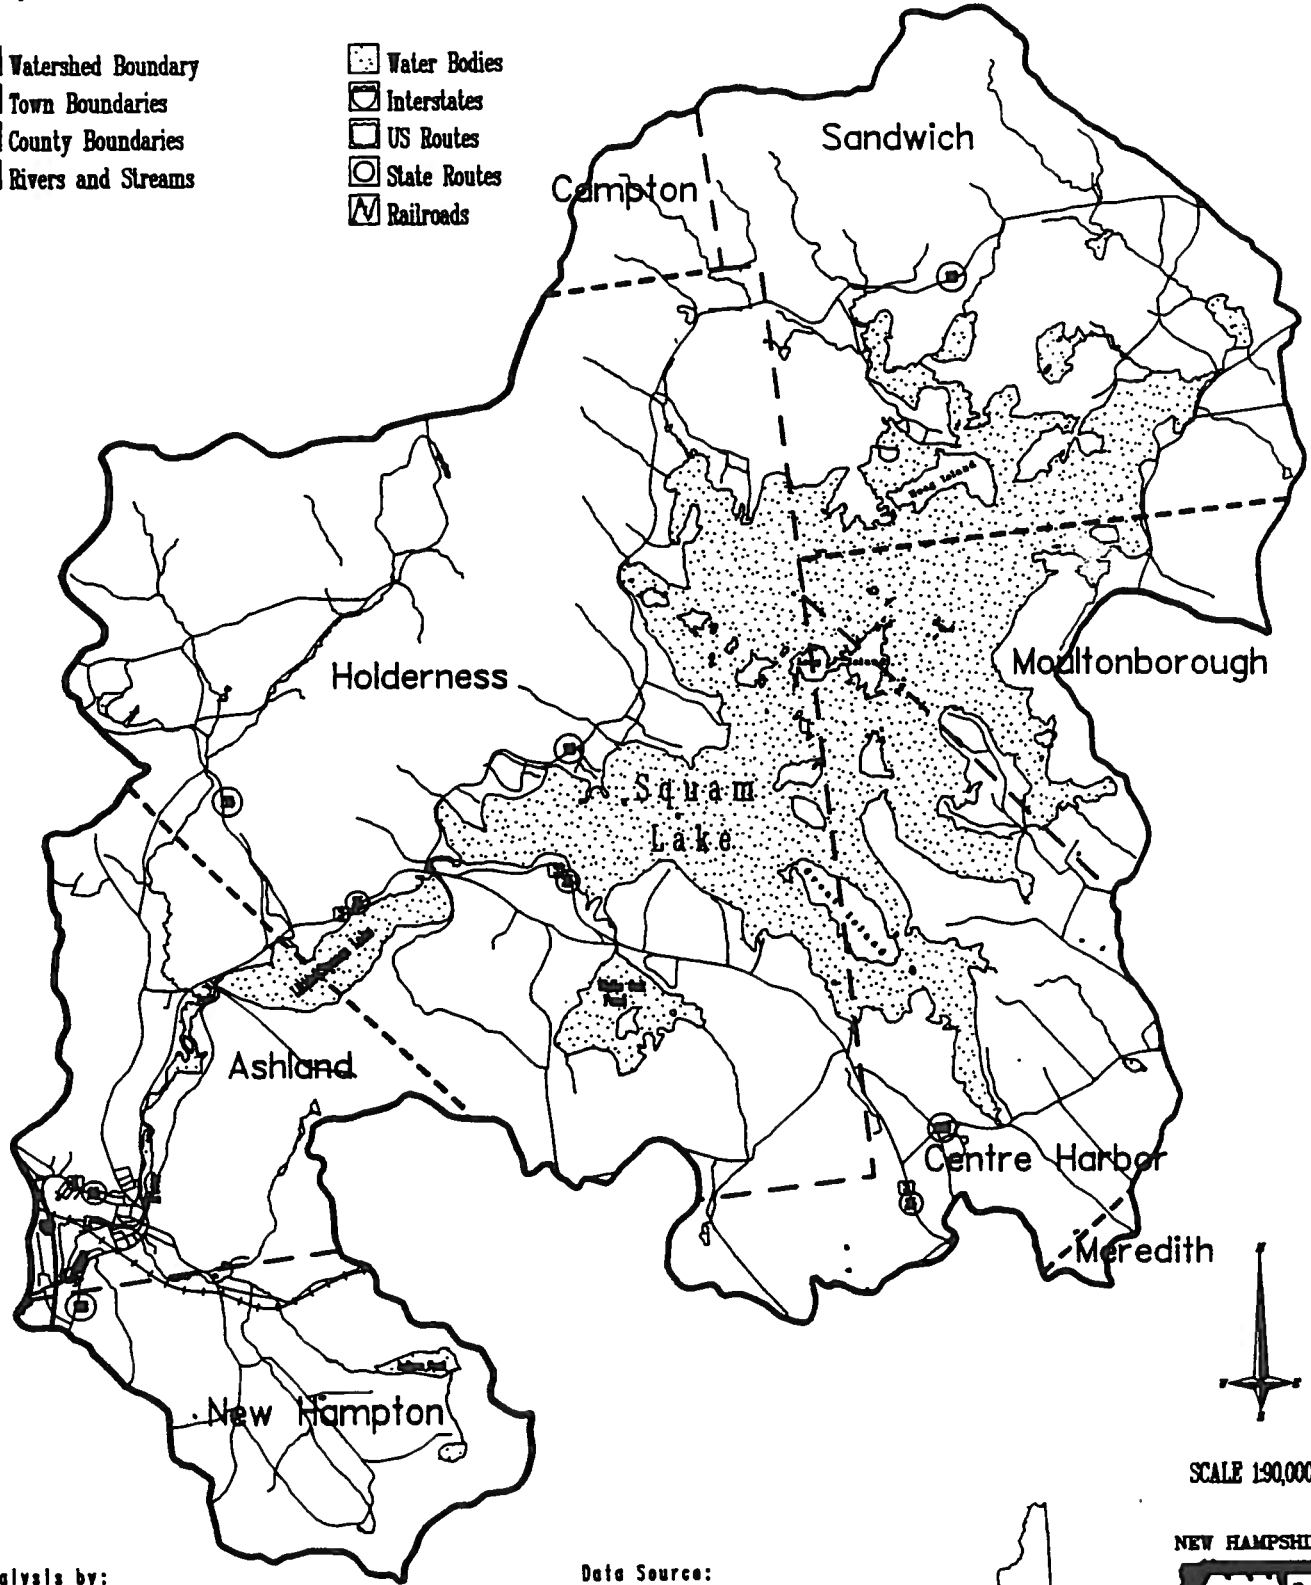 Watershed Boundary
Town Boundaries
County Boundaries
Rivers and Streams
Water Bodies
Interstates
US Routes
State Routes
Railroads
Sandwich
Campton
Holderness
Moultonborough
Squam
Lake
Ashland
Centre Harbor
Meredith
New Hampton
SCALE 1:90,000
NEW HAMPSHI
alysis by:
Data Source: